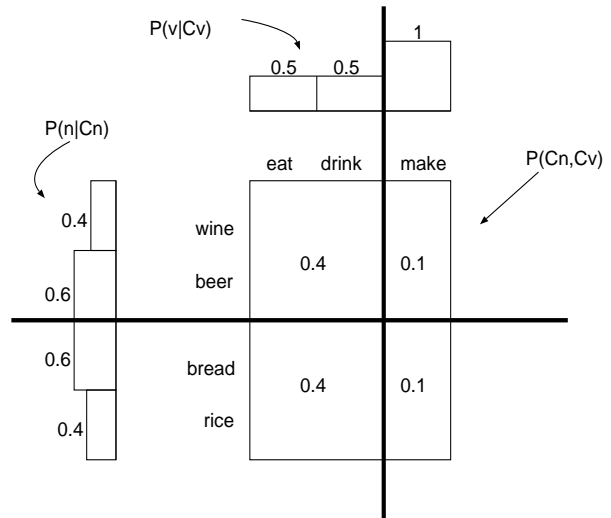 P(v|Cv)
1
0.5 0.5
P(n|Cn)
eat drink make
P(Cn,Cv)
0.4
wine
0.4 0.1
beer
0.6
0.6
bread
0.4 0.1
rice
0.4